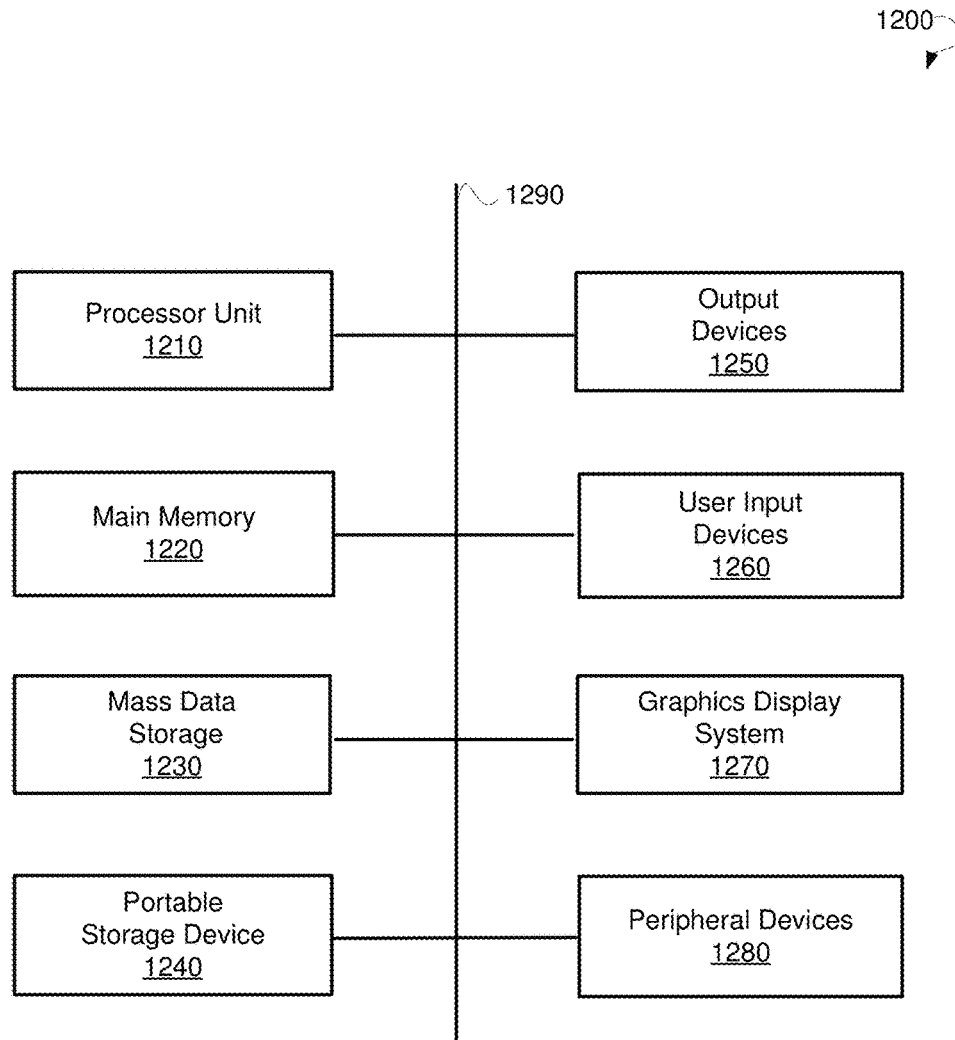 1200
1290
Processor Unit
1210
Output
Devices
1250
Main Memory
1220
User Input
Devices
1260
Mass Data
Storage
1230
Graphics Display
System
1270
Portable
Storage Device
1240
Peripheral Devices
1280